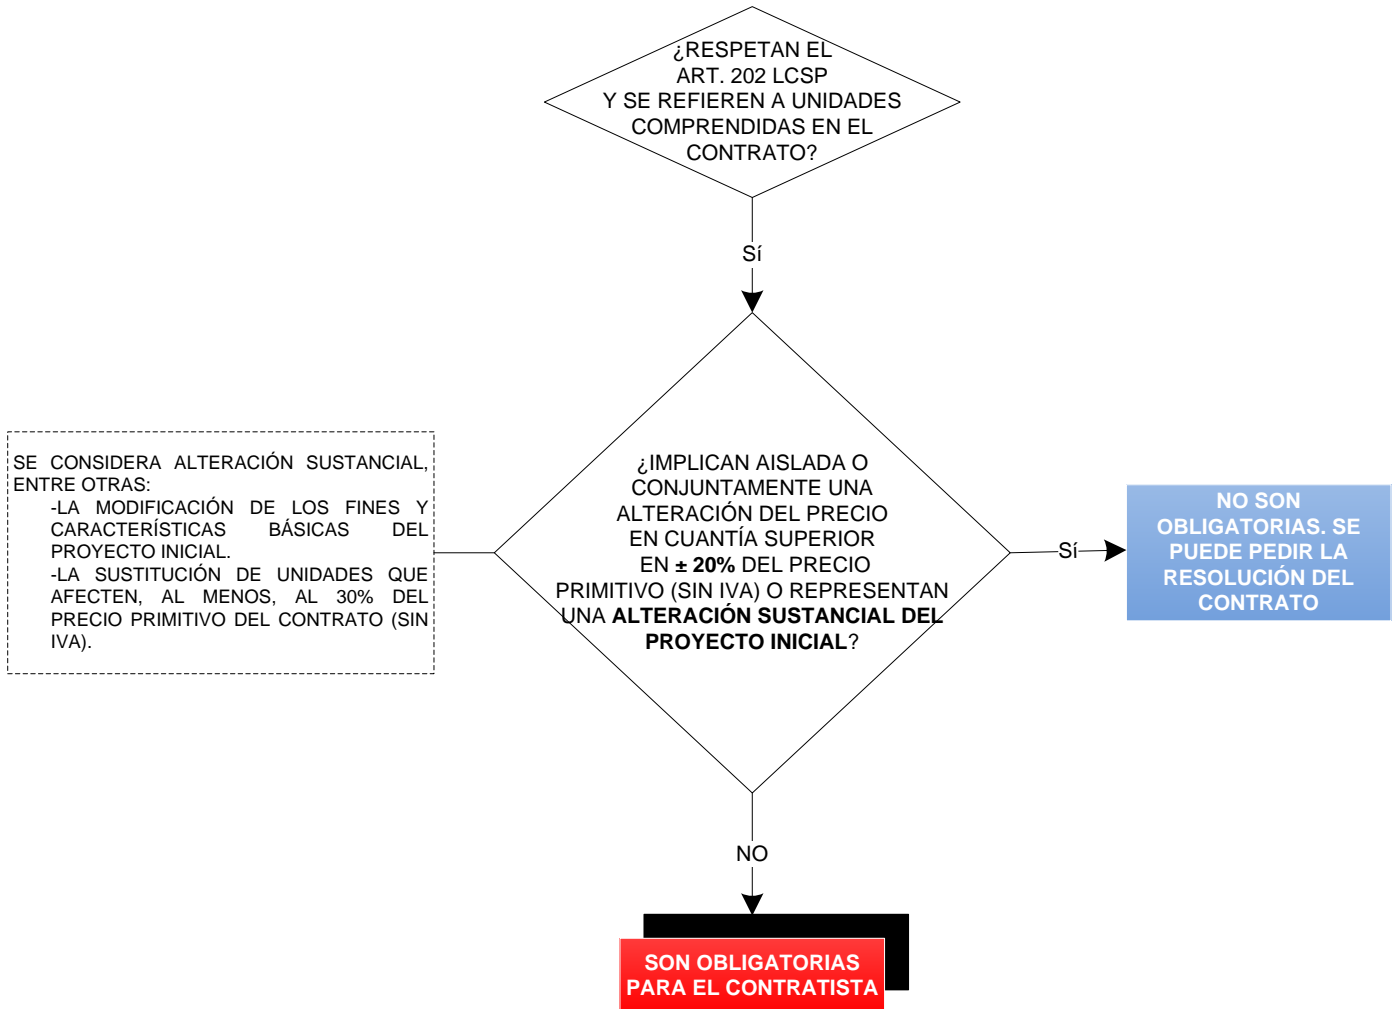 ¿RESPETAN EL
ART. 202 LCSP
Y SE REFIEREN A UNIDADES
COMPRENDIDAS EN EL
CONTRATO?
Sí
SE CONSIDERA ALTERACIÓN SUSTANCIAL,
ENTRE OTRAS:
-LA MODIFICACIÓN DE LOS FINES Y
CARACTERÍSTICAS BÁSICAS DEL
PROYECTO INICIAL.
-LA SUSTITUCIÓN DE UNIDADES QUE
AFECTEN, AL MENOS, AL 30% DEL
PRECIO PRIMITIVO DEL CONTRATO (SIN
IVA).
¿IMPLICAN AISLADA O
CONJUNTAMENTE UNA
ALTERACIÓN DEL PRECIO
EN CUANTÍA SUPERIOR
EN ± 20% DEL PRECIO
PRIMITIVO (SIN IVA) O REPRESENTAN
UNA ALTERACIÓN SUSTANCIAL DEL
PROYECTO INICIAL?
Sí
NO SON
OBLIGATORIAS. SE
PUEDE PEDIR LA
RESOLUCIÓN DEL
CONTRATO
NO
SON OBLIGATORIAS
PARA EL CONTRATISTA